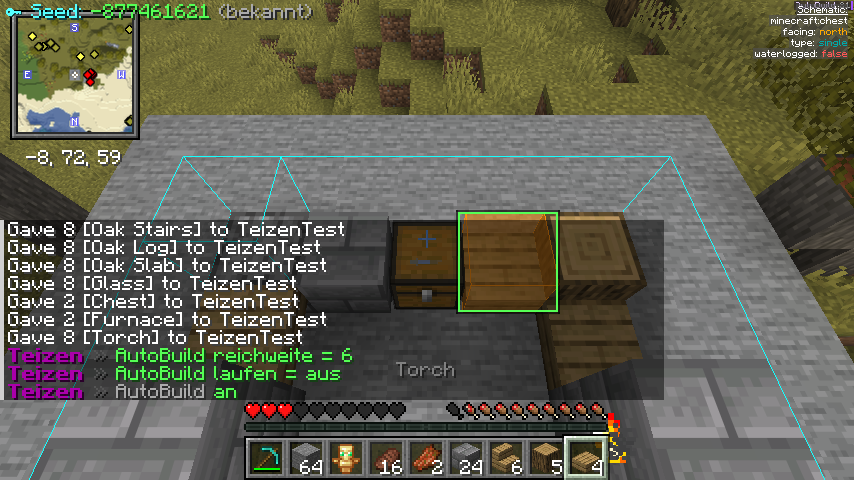 Seed: -877461621 (bekannt)
Schematic:
minecraft:chest
facing: north
type: single
waterlogged: false
S
E
W
N
-8, 72, 59
Gave 8 [Oak Stairs] to TeizenTest
Gave 8 [Oak Log] to TeizenTest
Gave 8 [Oak Slab] to TeizenTest
Gave 8 [Glass] to TeizenTest
Gave 2 [Chest] to TeizenTest
Gave 2 [Furnace] to TeizenTest
Gave 8 [Torch] to TeizenTest
Teizen » AutoBuild reichweite = 6
Teizen » AutoBuild laufen = aus
Teizen » AutoBuild an
Torch
64 16 2 24 6 5 4